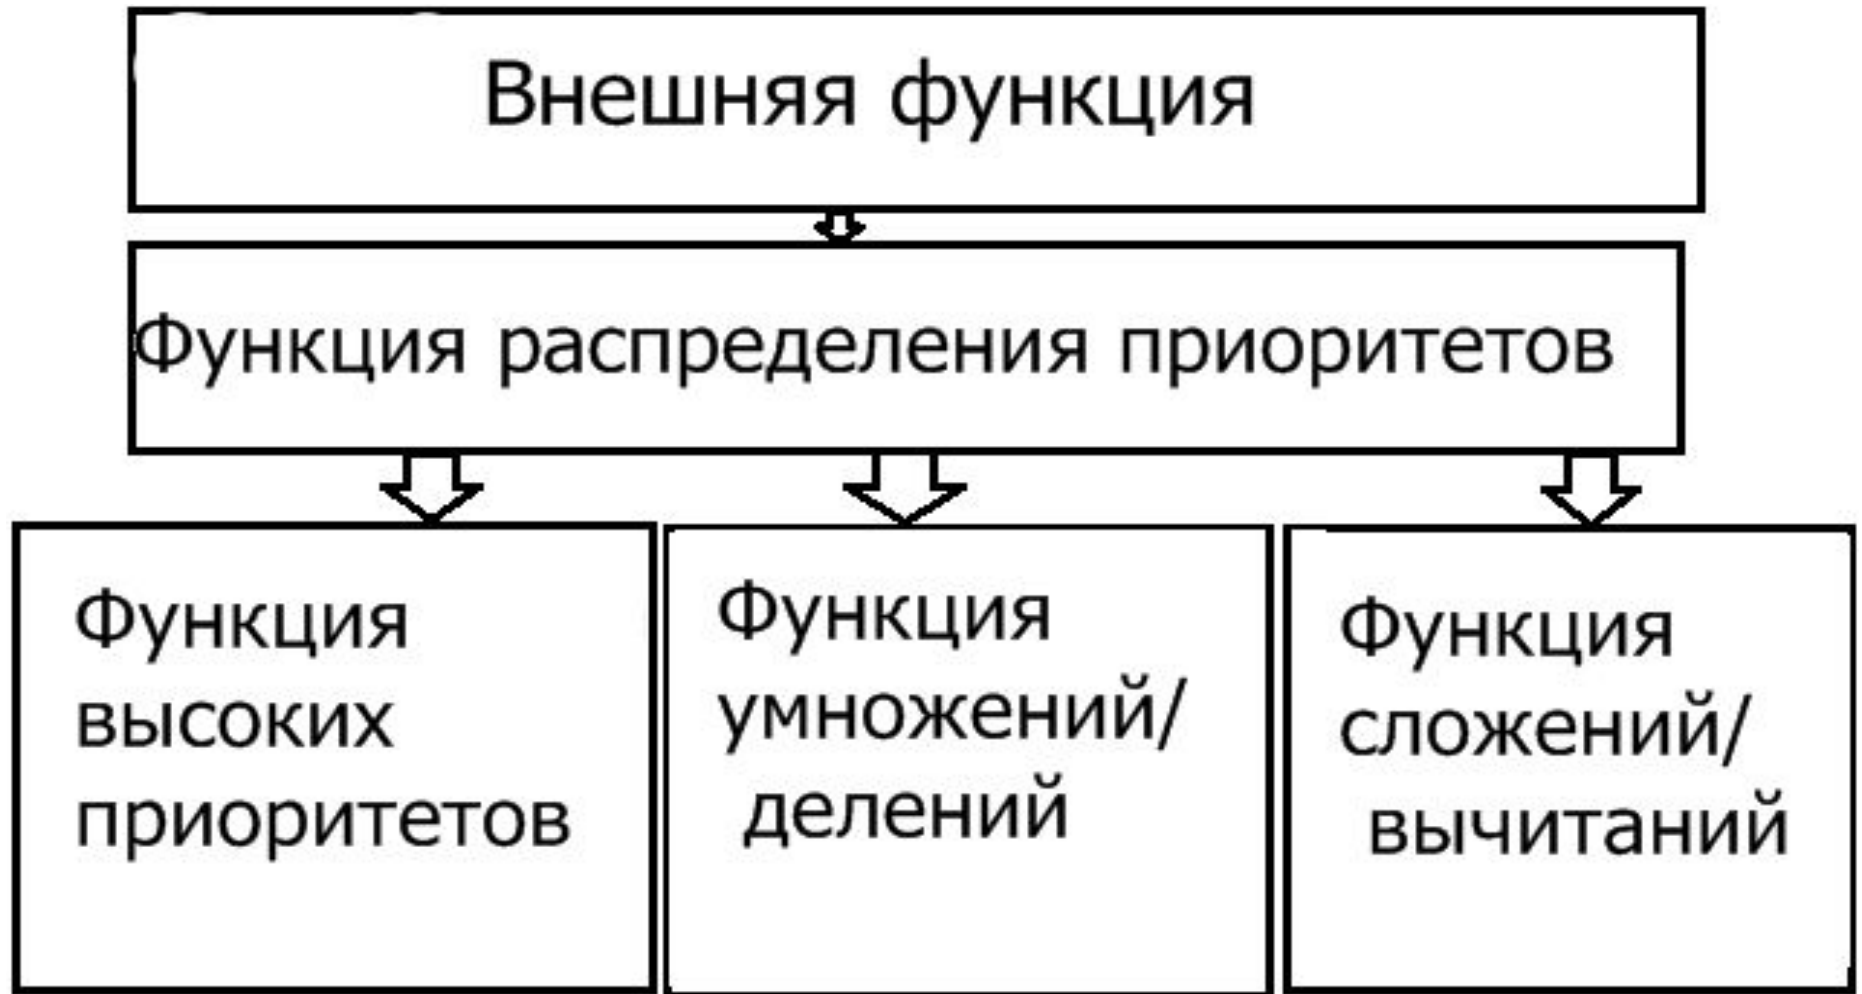 Внешняя функция
Функция распределения приоритетов
Функция
высоких
приоритетов
Функция
умножений/
делений
Функция
сложений/
вычитаний